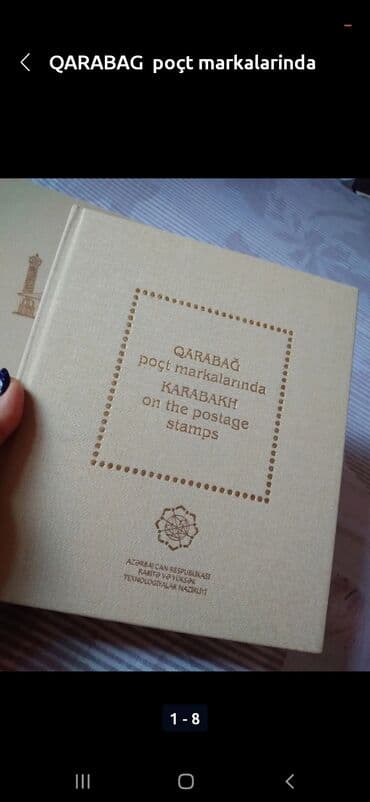 QARABAG poçt markalarinda
QARABAĞ
poçt markalarında
KARABAKH
on the postage
stamps
AZƏRBAYCAN RESPUBLİKASI
RABİTƏ VƏ YÜKSƏK
TEXNOLOGİYALAR NAZİRLİYİ
1 - 8